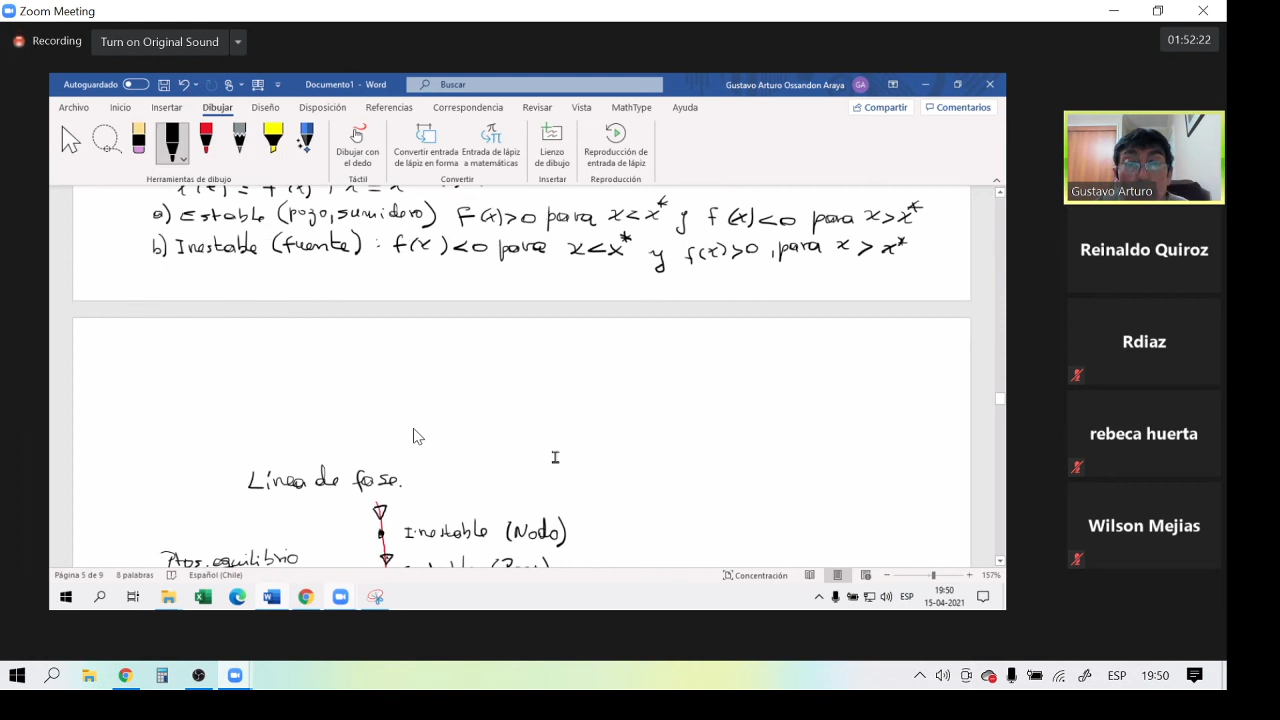 Zoom Meeting
Recording
Turn on Original Sound
01:52:22
Autoguardado
Documento1 - Word
Buscar
Gustavo Arturo Ossandon Araya
GA
Archivo Inicio Insertar Dibujar Diseño Disposición Referencias Correspondencia Revisar Vista MathType Ayuda
Compartir
Comentarios
Dibujar con el dedo
Convertir entrada de lápiz en forma
Entrada de lápiz a matemáticas
Lienzo de dibujo
Reproducción de entrada de lápiz
Herramientas de dibujo
Táctil
Convertir
Insertar
Reproducción
a) Estable (pozo, sumidero) F(x)>0 para x<x* y f(x)<0 para x>x*
b) Inestable (fuente) : f(x)<0 para x<x* y f(x)>0, para x > x*
Línea de fase.
Inestable (Nodo)
Ptos. equilibrio
Página 5 de 9
8 palabras
Español (Chile)
Concentración
157%
ESP
19:50
15-04-2021
Gustavo Arturo
Reinaldo Quiroz
Rdiaz
rebeca huerta
Wilson Mejias
ESP
19:50